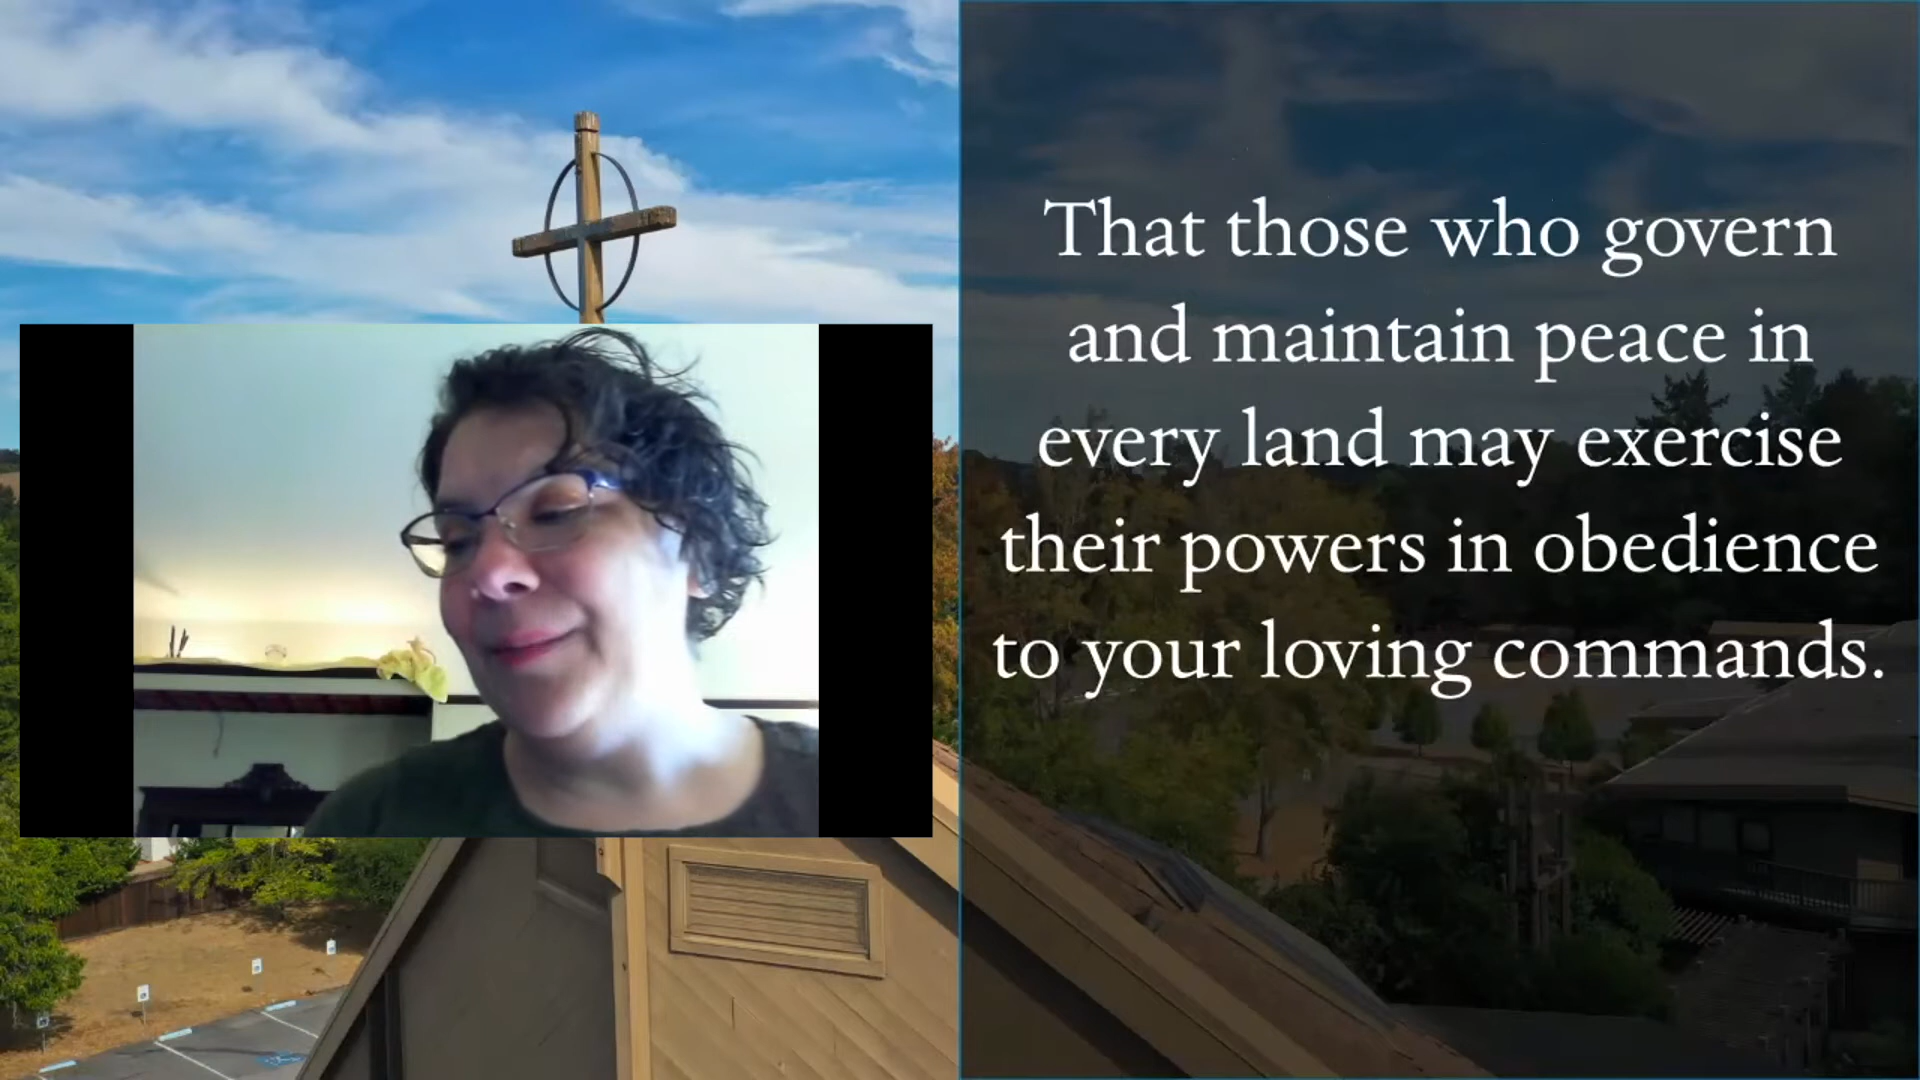 That those who govern
and maintain peace in
every land may exercise
their powers in obedience
to your loving commands.